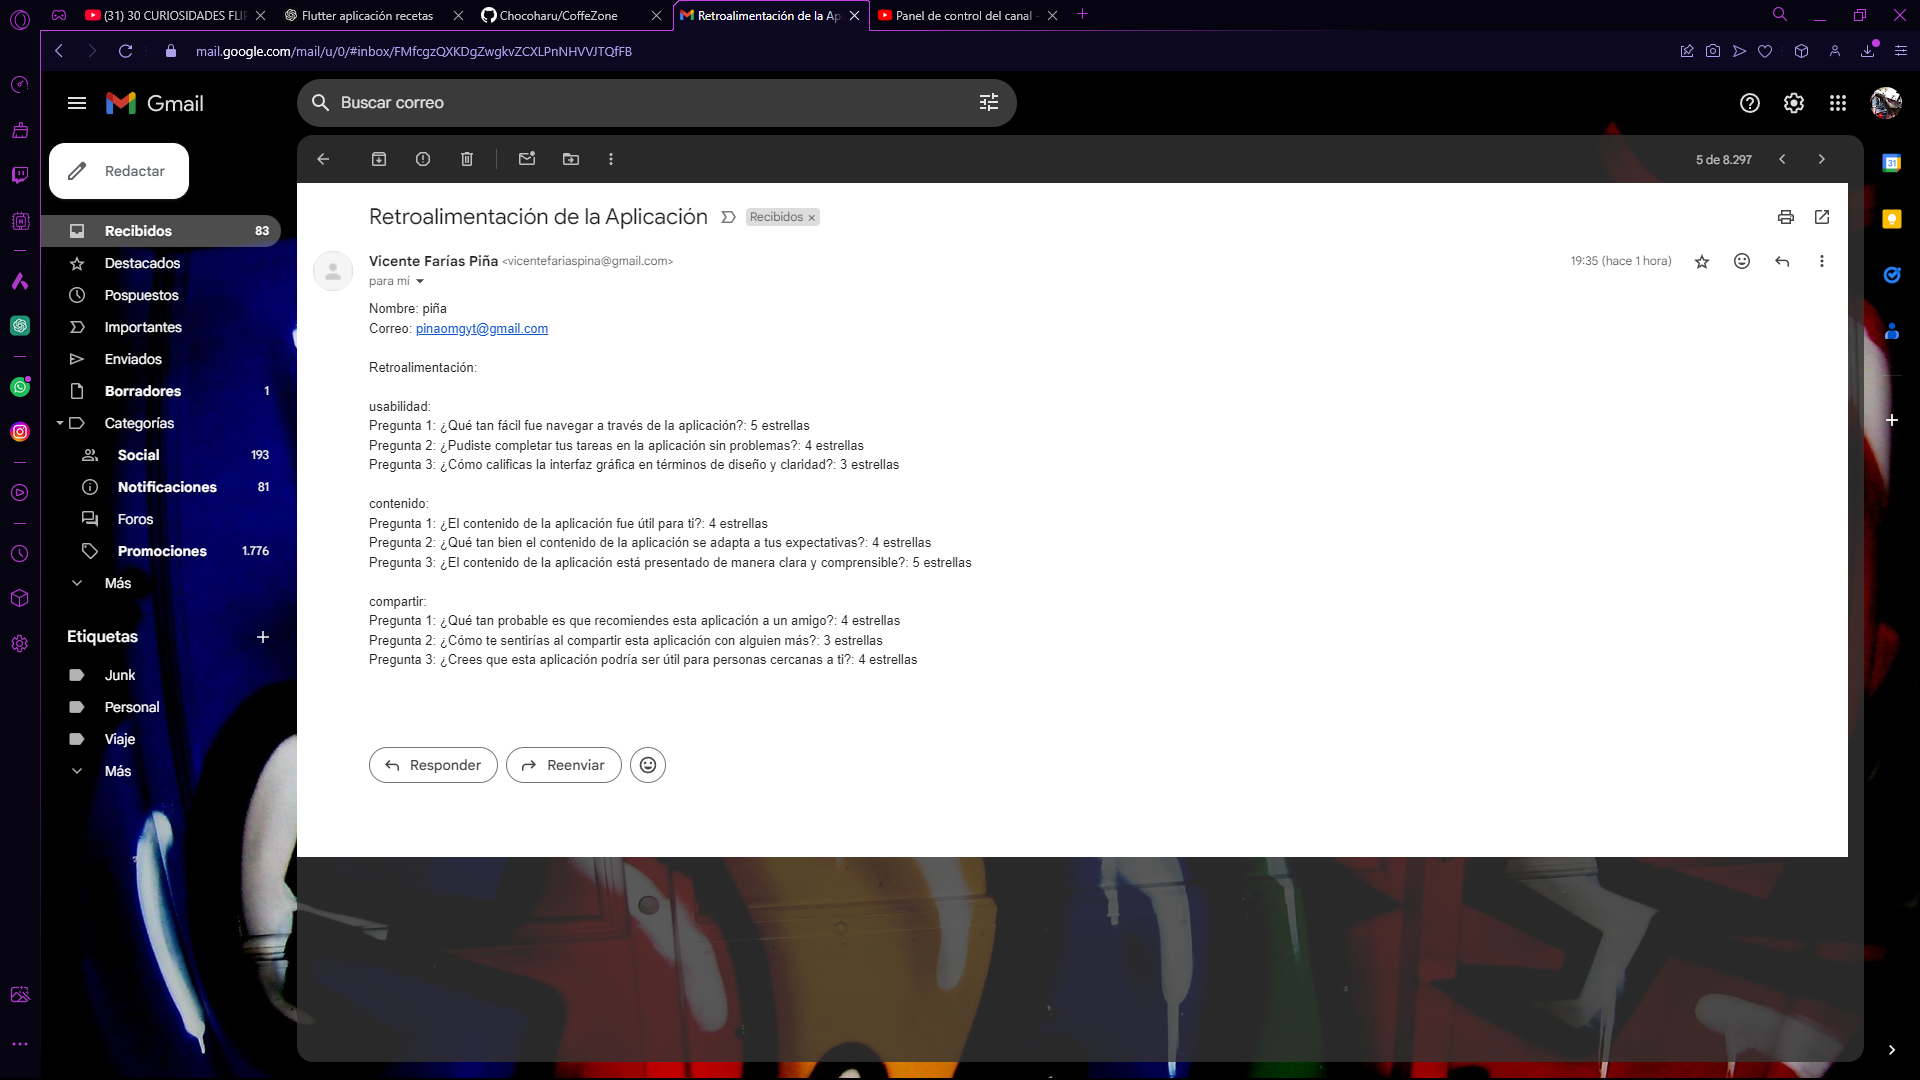 (31) 30 CURIOSIDADES FLI
Flutter aplicación recetas
Chocoharu/CoffeZone
Retroalimentación de la Ap
Panel de control del canal -
mail.google.com/mail/u/0/#inbox/FMfcgzQXKDgZwgkvZCXLPnNHVVJTQfFB
Gmail
Buscar correo
Redactar
5 de 8.297
Recibidos 83
Destacados
Pospuestos
Importantes
Enviados
Borradores 1
Categorías
Social 193
Notificaciones 81
Foros
Promociones 1.776
Más
Etiquetas
Junk
Personal
Viaje
Más
Retroalimentación de la Aplicación
Recibidos x
Vicente Farías Piña <vicentefariaspina@gmail.com>
19:35 (hace 1 hora)
para mí
Nombre: piña
Correo: pinaomgyt@gmail.com
Retroalimentación:
usabilidad:
Pregunta 1: ¿Qué tan fácil fue navegar a través de la aplicación?: 5 estrellas
Pregunta 2: ¿Pudiste completar tus tareas en la aplicación sin problemas?: 4 estrellas
Pregunta 3: ¿Cómo calificas la interfaz gráfica en términos de diseño y claridad?: 3 estrellas
contenido:
Pregunta 1: ¿El contenido de la aplicación fue útil para ti?: 4 estrellas
Pregunta 2: ¿Qué tan bien el contenido de la aplicación se adapta a tus expectativas?: 4 estrellas
Pregunta 3: ¿El contenido de la aplicación está presentado de manera clara y comprensible?: 5 estrellas
compartir:
Pregunta 1: ¿Qué tan probable es que recomiendes esta aplicación a un amigo?: 4 estrellas
Pregunta 2: ¿Cómo te sentirías al compartir esta aplicación con alguien más?: 3 estrellas
Pregunta 3: ¿Crees que esta aplicación podría ser útil para personas cercanas a ti?: 4 estrellas
Responder
Reenviar
31